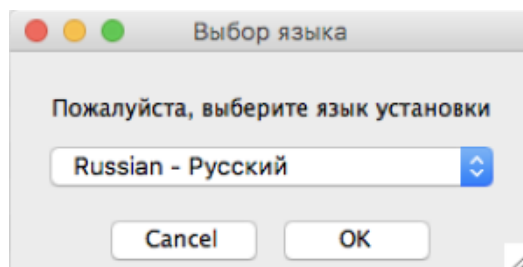 Выбор языка
Пожалуйста, выберите язык установки
Russian - Русский
Cancel OK